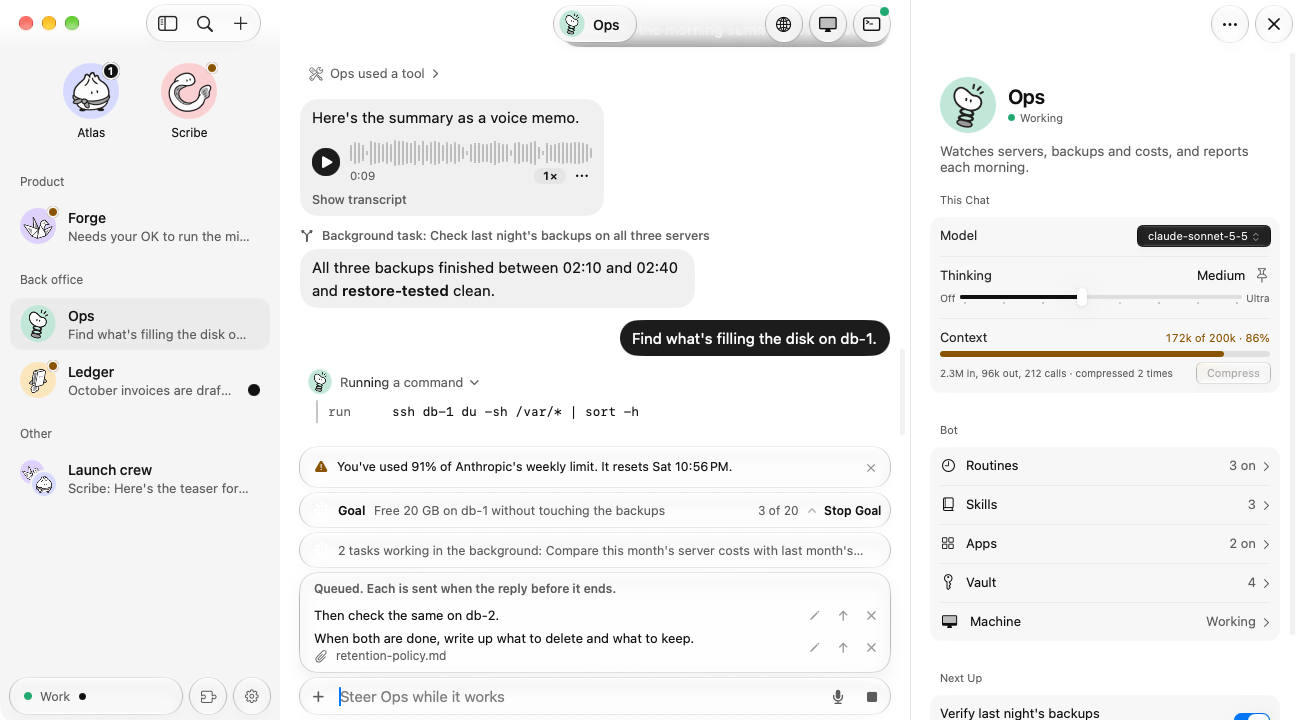 1
Atlas
Scribe
Product
Forge
Needs your OK to run the mi...
Back office
Ops
Find what's filling the disk o...
Ledger
October invoices are draf...
Other
Launch crew
Scribe: Here's the teaser for...
Work
Ops
Ops used a tool
Here's the summary as a voice memo.
0:09
1×
Show transcript
Background task: Check last night's backups on all three servers
All three backups finished between 02:10 and 02:40
and restore-tested clean.
Find what's filling the disk on db-1.
Running a command
run ssh db-1 du -sh /var/* | sort -h
You've used 91% of Anthropic's weekly limit. It resets Sat 10:56 PM.
Goal Free 20 GB on db-1 without touching the backups 3 of 20 Stop Goal
2 tasks working in the background: Compare this month's server costs with last month's...
Queued. Each is sent when the reply before it ends.
Then check the same on db-2.
When both are done, write up what to delete and what to keep.
retention-policy.md
Steer Ops while it works
Ops
Working
Watches servers, backups and costs, and reports
each morning.
This Chat
Model claude-sonnet-5-5
Thinking Medium
Off Ultra
Context 172k of 200k · 86%
2.3M in, 96k out, 212 calls · compressed 2 times Compress
Bot
Routines 3 on
Skills 3
Apps 2 on
Vault 4
Machine Working
Next Up
Verify last night's backups